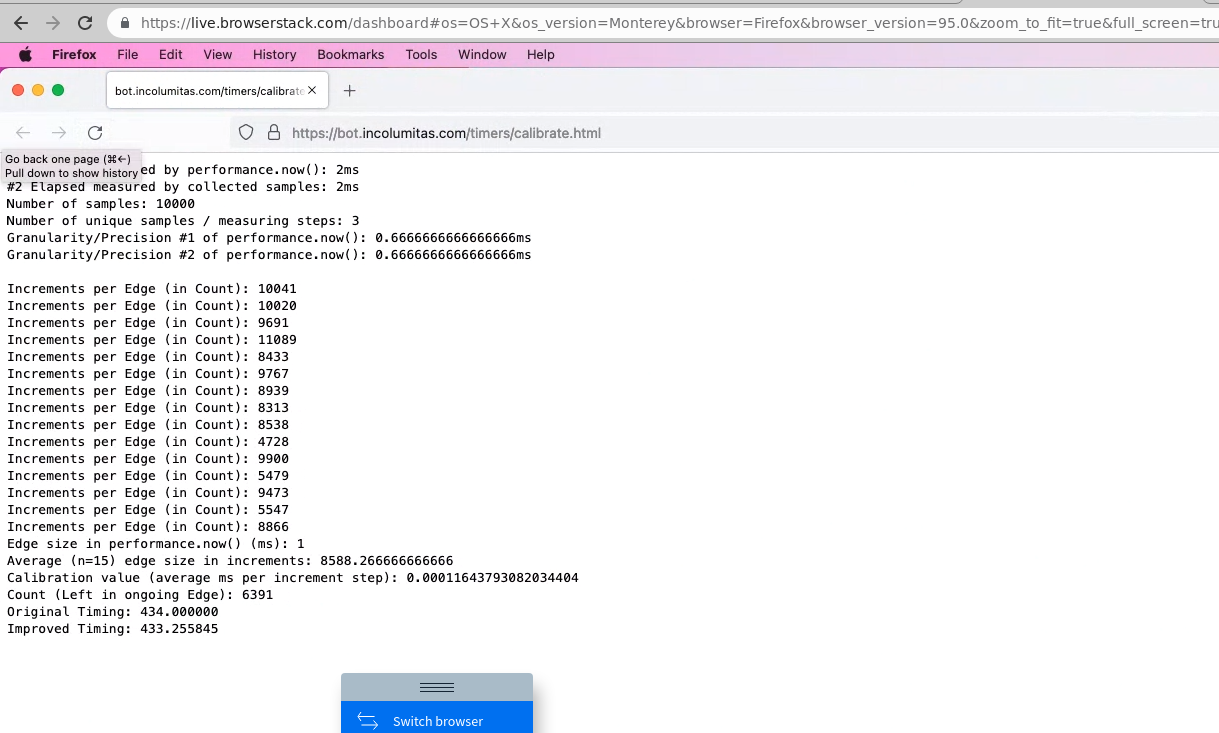 https://live.browserstack.com/dashboard#os=OS+X&os_version=Monterey&browser=Firefox&browser_version=95.0&zoom_to_fit=true&full_screen=tru
Firefox File Edit View History Bookmarks Tools Window Help
bot.incolumitas.com/timers/calibrate
https://bot.incolumitas.com/timers/calibrate.html
Go back one page (⌘←)
Pull down to show history
ed by performance.now(): 2ms
#2 Elapsed measured by collected samples: 2ms
Number of samples: 10000
Number of unique samples / measuring steps: 3
Granularity/Precision #1 of performance.now(): 0.6666666666666666ms
Granularity/Precision #2 of performance.now(): 0.6666666666666666ms
Increments per Edge (in Count): 10041
Increments per Edge (in Count): 10020
Increments per Edge (in Count): 9691
Increments per Edge (in Count): 11089
Increments per Edge (in Count): 8433
Increments per Edge (in Count): 9767
Increments per Edge (in Count): 8939
Increments per Edge (in Count): 8313
Increments per Edge (in Count): 8538
Increments per Edge (in Count): 4728
Increments per Edge (in Count): 9900
Increments per Edge (in Count): 5479
Increments per Edge (in Count): 9473
Increments per Edge (in Count): 5547
Increments per Edge (in Count): 8866
Edge size in performance.now() (ms): 1
Average (n=15) edge size in increments: 8588.266666666666
Calibration value (average ms per increment step): 0.00011643793082034404
Count (Left in ongoing Edge): 6391
Original Timing: 434.000000
Improved Timing: 433.255845
Switch browser